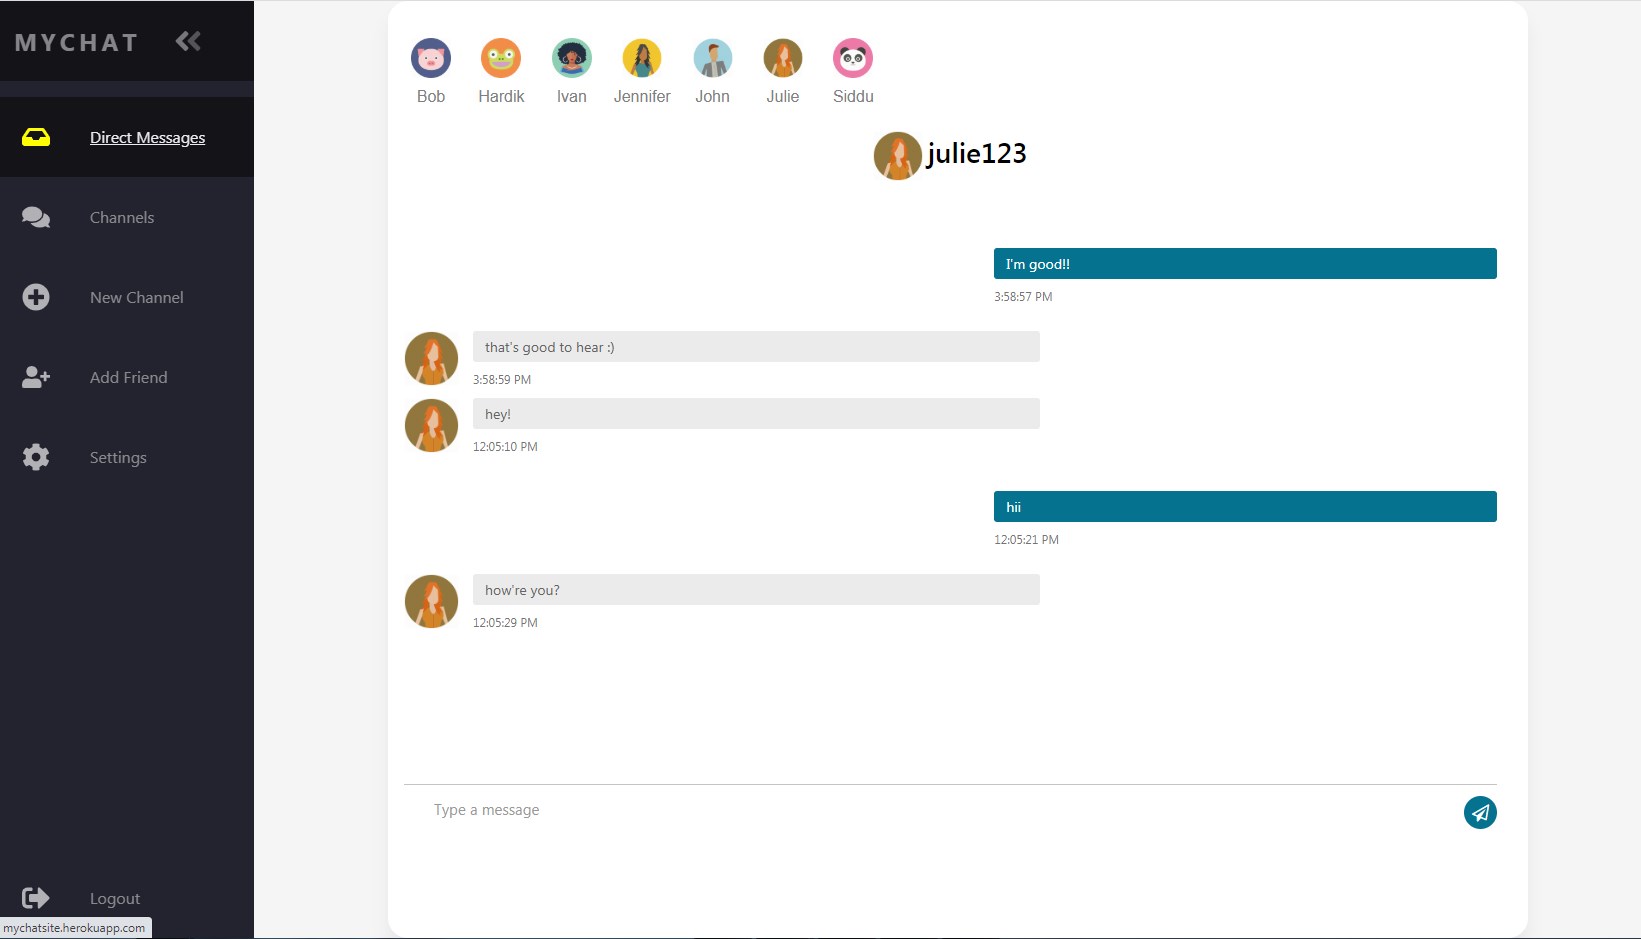 MYCHAT
Direct Messages
Channels
New Channel
Add Friend
Settings
Logout
mychatsite.herokuapp.com
Bob Hardik Ivan Jennifer John Julie Siddu
julie123
I'm good!!
3:58:57 PM
that's good to hear :)
3:58:59 PM
hey!
12:05:10 PM
hii
12:05:21 PM
how're you?
12:05:29 PM
Type a message